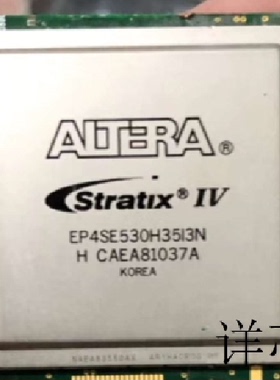 ALTERA®
Stratix® IV
EP4SE530H35I3N
H CAEA81037A
KOREA
详